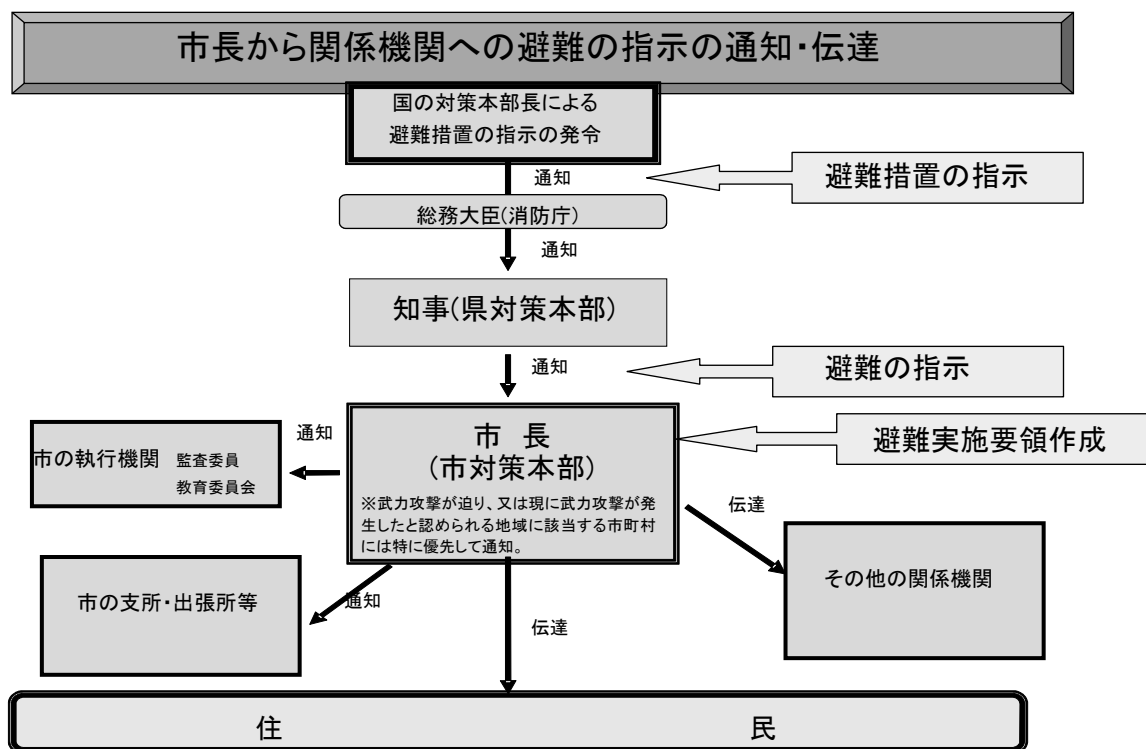 市長から関係機関への避難の指示の通知・伝達
国の対策本部長による
避難措置の指示の発令
通知
避難措置の指示
総務大臣(消防庁)
通知
知事(県対策本部)
通知
避難の指示
市 長
(市対策本部)
※武力攻撃が迫り、又は現に武力攻撃が発
生したと認められる地域に該当する市町村
には特に優先して通知。
避難実施要領作成
通知
市の執行機関 監査委員
教育委員会
伝達
その他の関係機関
市の支所・出張所等
通知
伝達
住 民